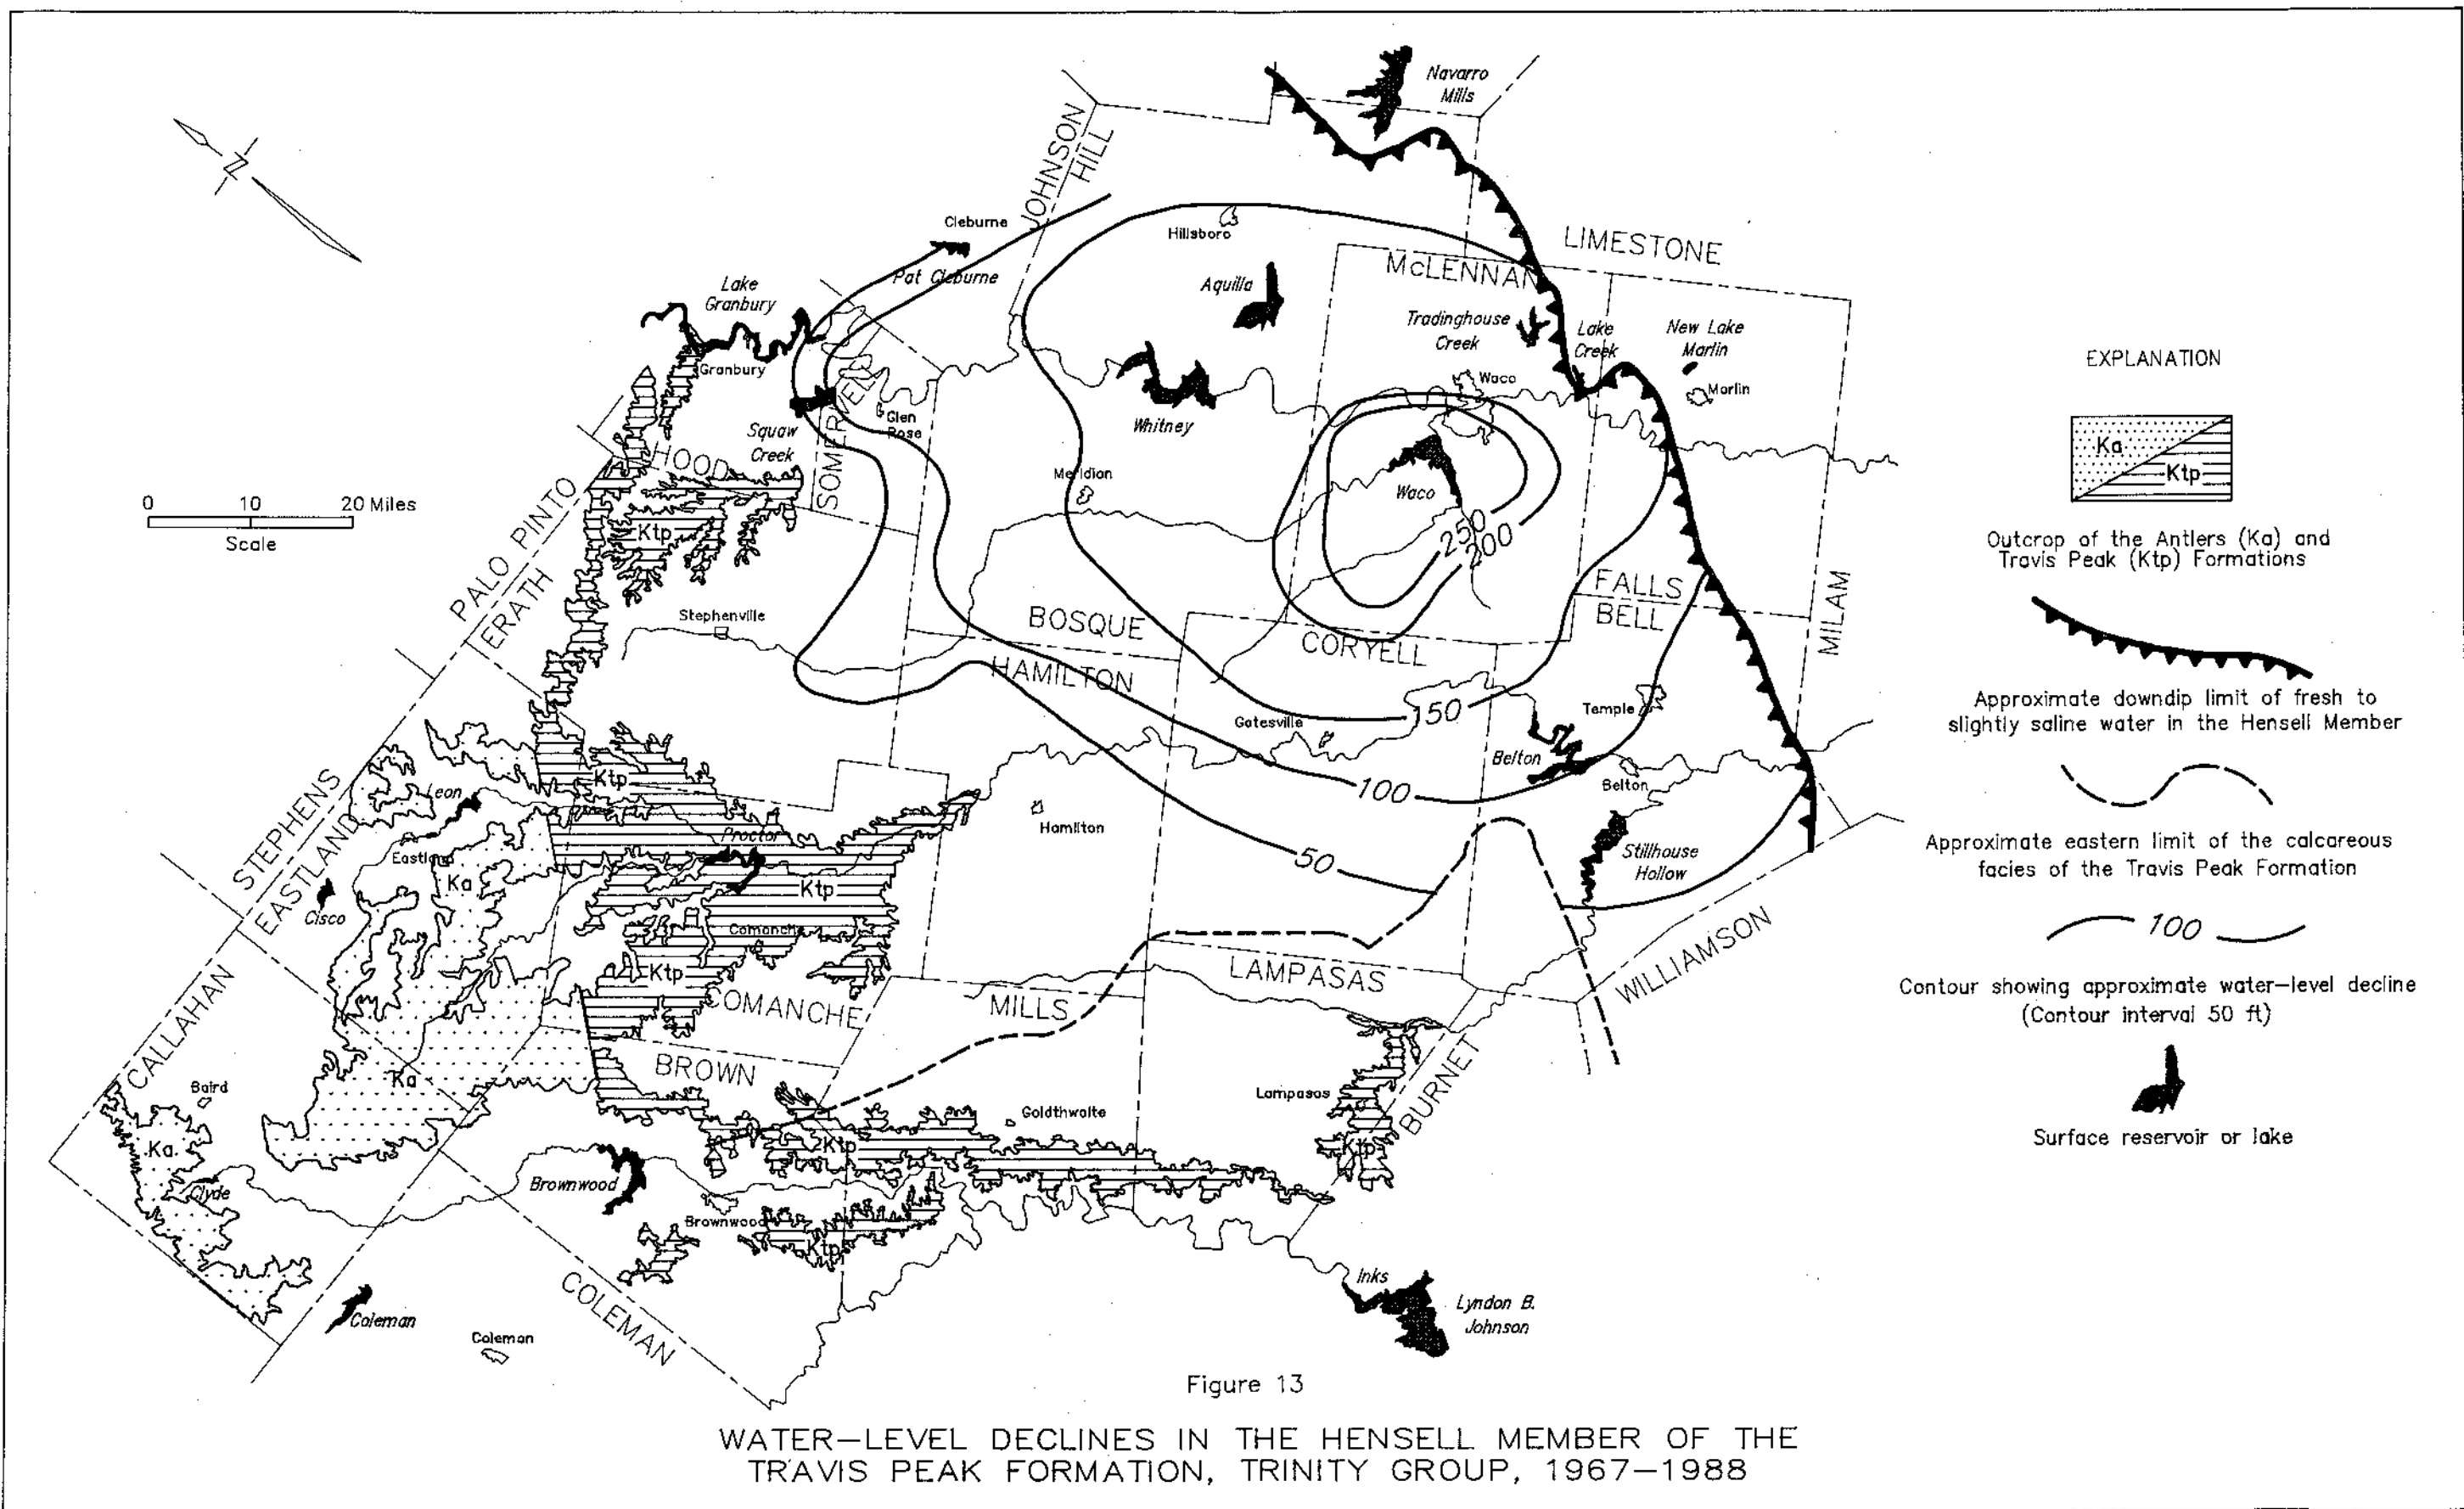 Navarro
Mills
JOHNSON
HILL
Cleburne
Pat Cleburne
Hillsboro
LIMESTONE
McLENNAN
Aquilla
Lake
Granbury
Granbury
Tradinghouse
Creek
Lake
Creek
New Lake
Marlin
Marlin
Waco
Whitney
Glen
Rose
Squaw
Creek
HOOD
SOMERVELL
Meridian
Waco
N
0 10 20 Miles
Scale
PALO PINTO
ERATH
Ktp
Stephenville
250
200
FALLS
BELL
MILAM
BOSQUE
HAMILTON
CORYELL
150
Gatesville
Temple
Belton
Belton
100
STEPHENS
EASTLAND
Leon
Ktp
Proctor
Hamilton
Eastland
Ka
Cisco
Ktp
50
Stillhouse
Hollow
Comanche
Ktp
COMANCHE
MILLS
LAMPASAS
WILLIAMSON
CALLAHAN
BROWN
Ka
Baird
Ka
Clyde
Goldthwaite
Lampasas
BURNET
Ktp
Ktp
Brownwood
Brownwood
Ktp
COLEMAN
Coleman
Coleman
Inks
Lyndon B.
Johnson
EXPLANATION
Ka
Ktp
Outcrop of the Antlers (Ka) and
Travis Peak (Ktp) Formations
Approximate downdip limit of fresh to
slightly saline water in the Hensell Member
Approximate eastern limit of the calcareous
facies of the Travis Peak Formation
100
Contour showing approximate water-level decline
(Contour interval 50 ft)
Surface reservoir or lake
Figure 13
WATER-LEVEL DECLINES IN THE HENSELL MEMBER OF THE
TRAVIS PEAK FORMATION, TRINITY GROUP, 1967-1988